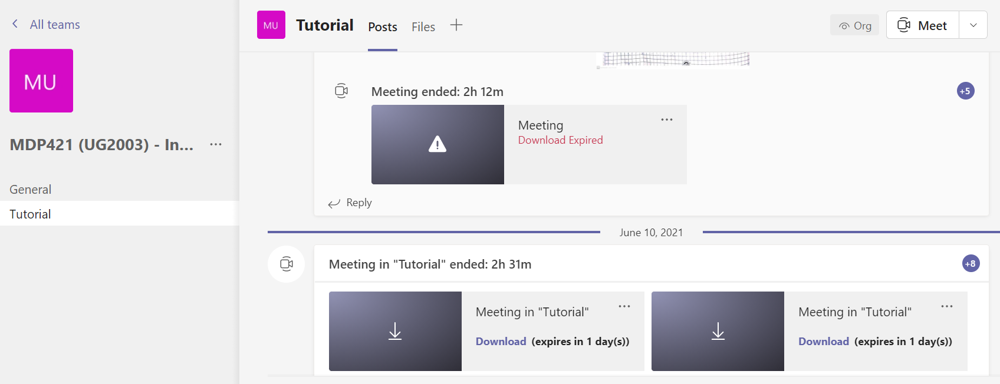 All teams
MU
MDP421 (UG2003) - In...
General
Tutorial
MU Tutorial Posts Files
Org Meet
Meeting ended: 2h 12m
+5
Meeting
Download Expired
Reply
June 10, 2021
Meeting in "Tutorial" ended: 2h 31m
+8
Meeting in "Tutorial"
Download (expires in 1 day(s))
Meeting in "Tutorial"
Download (expires in 1 day(s))